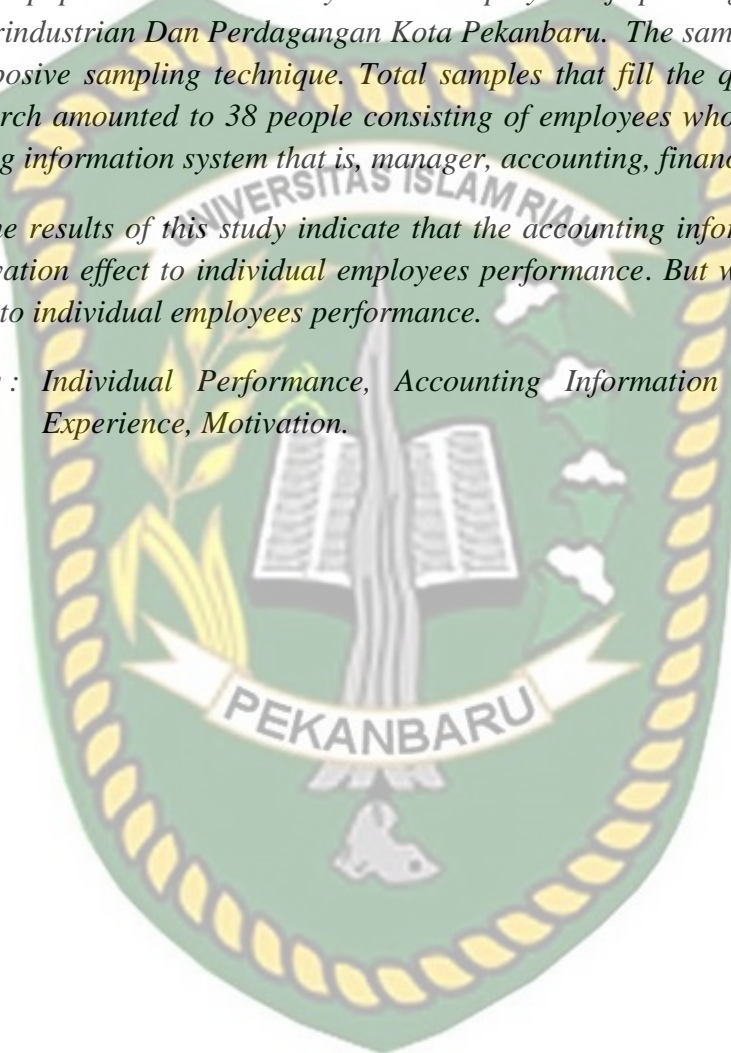 rindustrian Dan Perdagangan Kota Pekanbaru. The sam
posive sampling technique. Total samples that fill the q
rch amounted to 38 people consisting of employees who
g information system that is, manager, accounting, financ
UNIVERSITAS ISLAM RIAU
e results of this study indicate that the accounting infor
vation effect to individual employees performance. But w
to individual employees performance.
: Individual Performance, Accounting Information
Experience, Motivation.
PEKANBARU